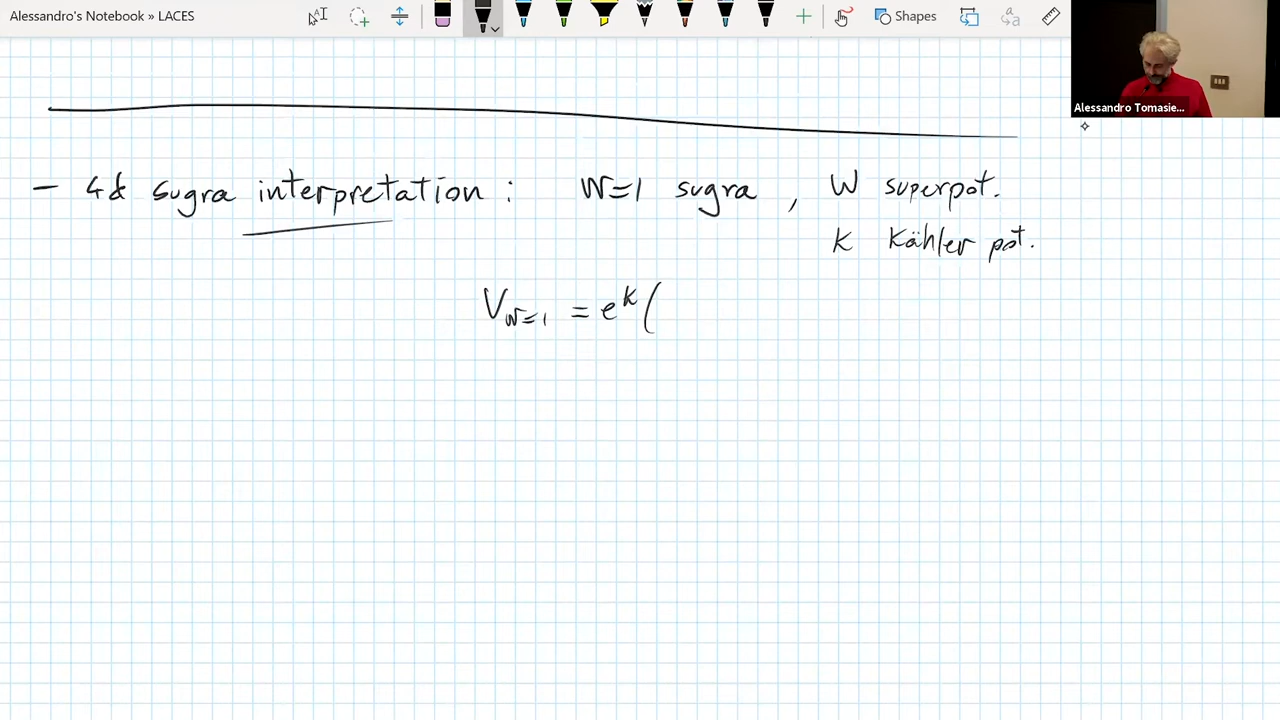 Alessandro's Notebook » LACES
Shapes
Alessandro Tomasie...
– 4d sugra interpretation : N=1 sugra , W superpot.
K Kähler pot.
V_{N=1} = e^K (